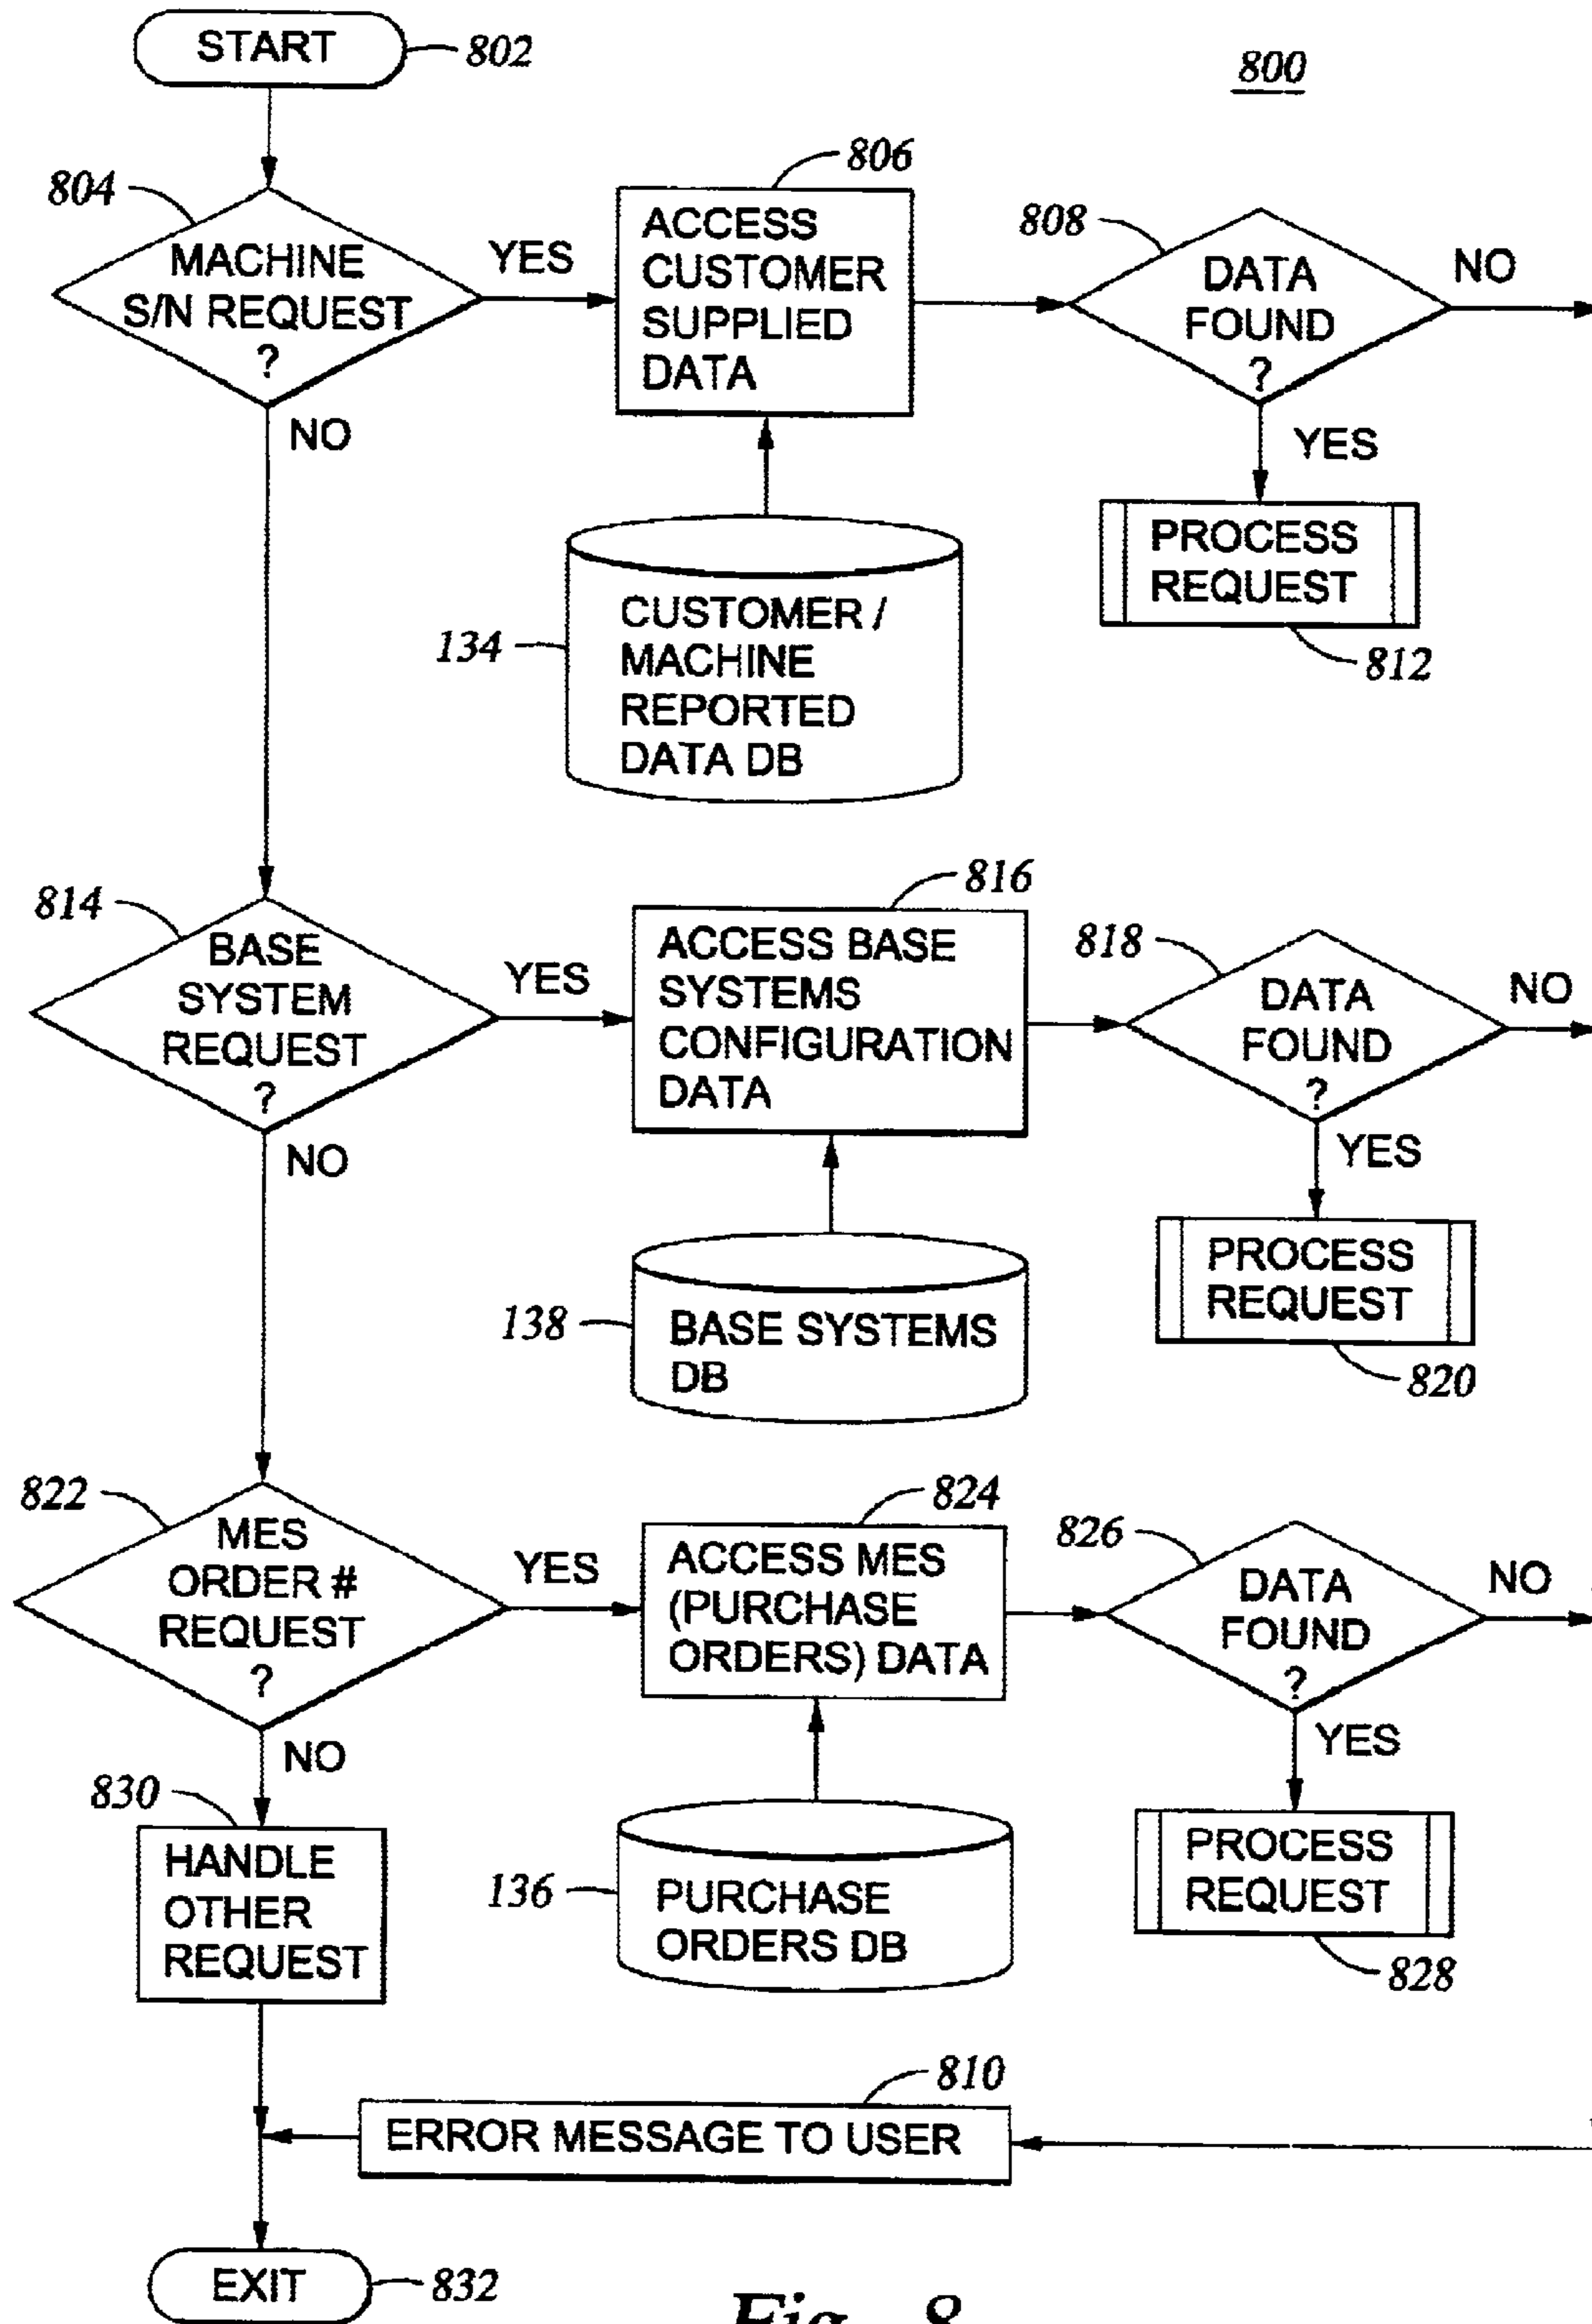 START
802
800
804
MACHINE
S/N REQUEST
?
YES
NO
806
ACCESS
CUSTOMER
SUPPLIED
DATA
808
DATA
FOUND
?
NO
YES
PROCESS
REQUEST
812
134
CUSTOMER /
MACHINE
REPORTED
DATA DB
814
BASE
SYSTEM
REQUEST
?
YES
NO
816
ACCESS BASE
SYSTEMS
CONFIGURATION
DATA
818
DATA
FOUND
?
NO
YES
PROCESS
REQUEST
820
138
BASE SYSTEMS
DB
822
MES
ORDER #
REQUEST
?
YES
NO
824
ACCESS MES
(PURCHASE
ORDERS) DATA
826
DATA
FOUND
?
NO
YES
PROCESS
REQUEST
828
136
PURCHASE
ORDERS DB
830
HANDLE
OTHER
REQUEST
810
ERROR MESSAGE TO USER
EXIT
832
Fig. 8